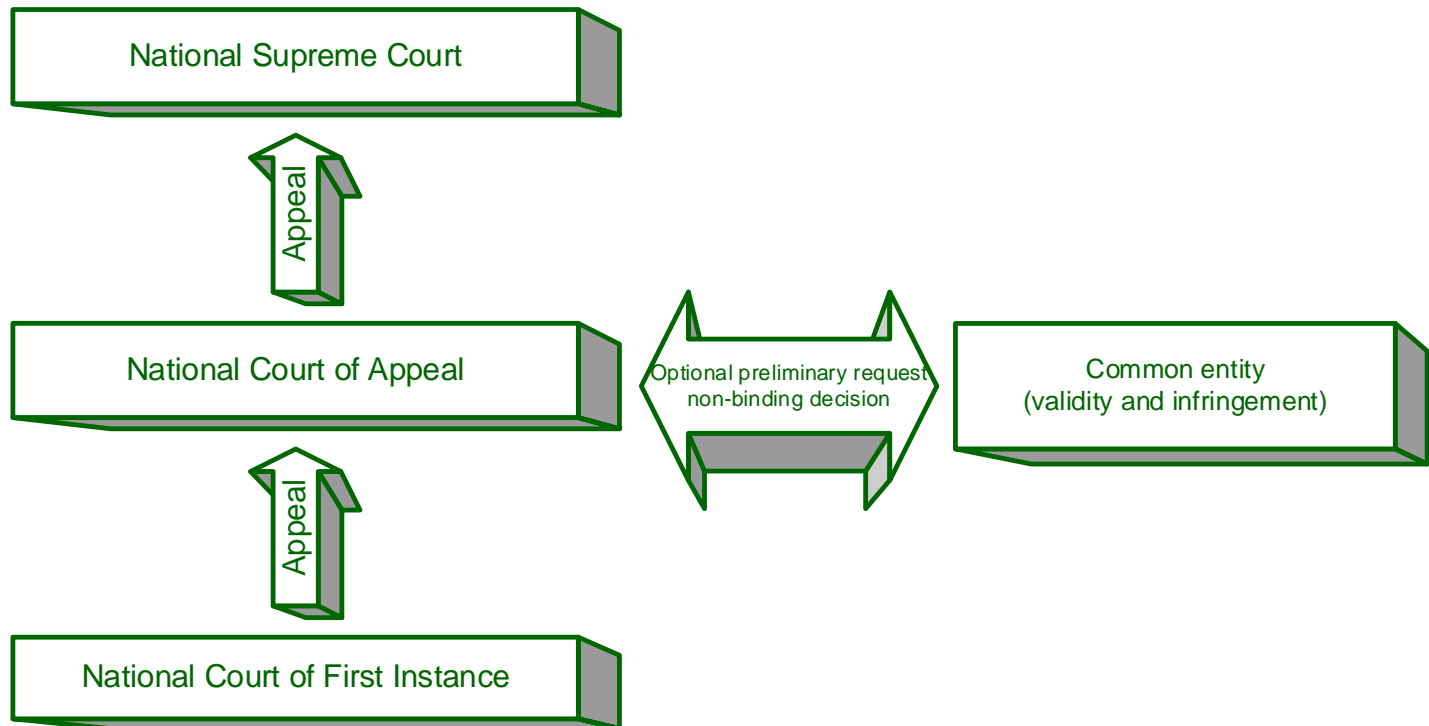 National Supreme Court
Appeal
National Court of Appeal
Optional preliminary request
non-binding decision
Common entity
(validity and infringement)
Appeal
National Court of First Instance